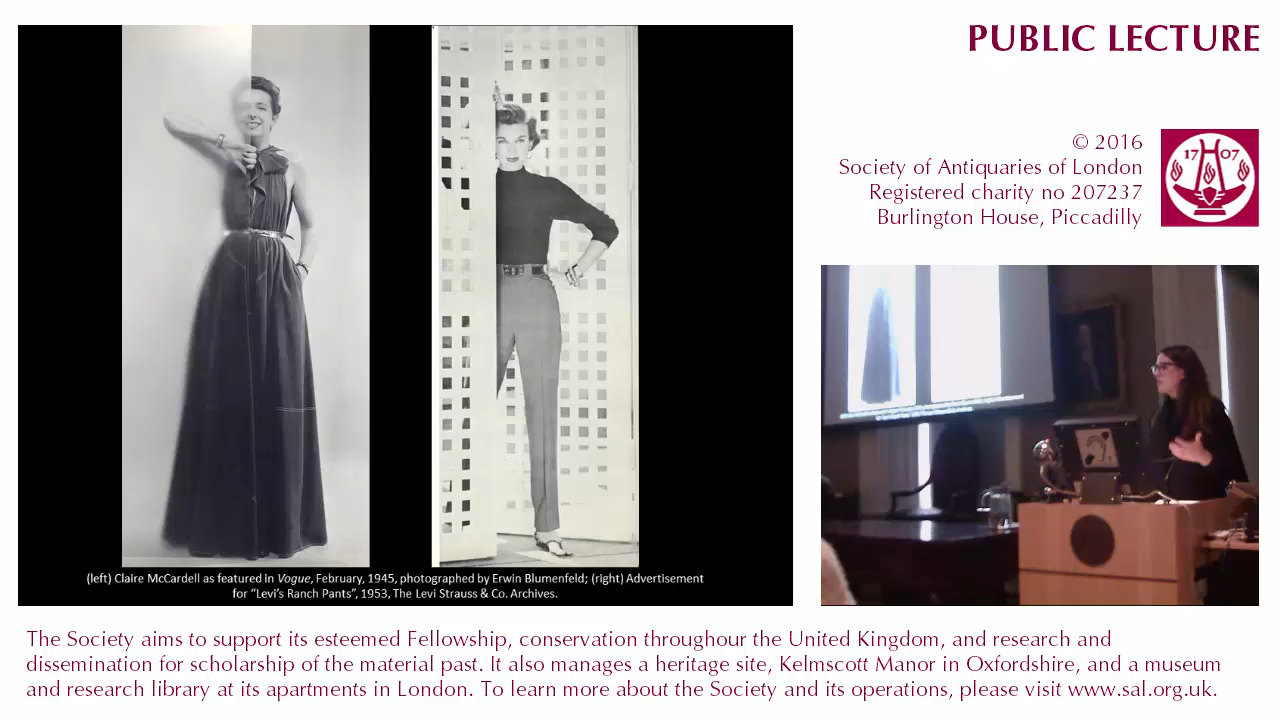 PUBLIC LECTURE
© 2016
Society of Antiquaries of London
Registered charity no 207237
Burlington House, Piccadilly
17 07
(left) Claire McCardell as featured in Vogue, February, 1945, photographed by Erwin Blumenfeld; (right) Advertisement
for “Levi’s Ranch Pants”, 1953, The Levi Strauss & Co. Archives.
The Society aims to support its esteemed Fellowship, conservation throughour the United Kingdom, and research and
dissemination for scholarship of the material past. It also manages a heritage site, Kelmscott Manor in Oxfordshire, and a museum
and research library at its apartments in London. To learn more about the Society and its operations, please visit www.sal.org.uk.